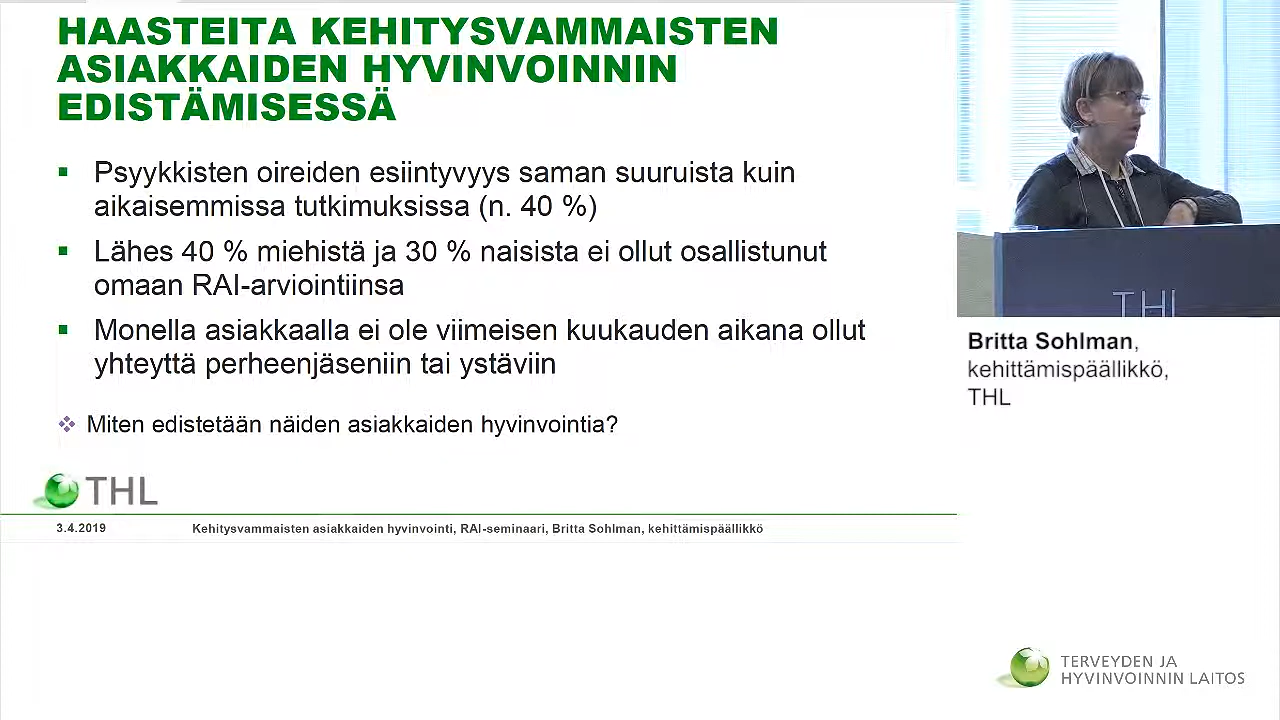 HAASTEITA KEHITYSVAMMAISTEN
ASIAKKAIDEN HYVINVOINNIN
EDISTÄMISESSÄ
Psyykkisten oireiden esiintyvyys saman suuruista kuin
aikaisemmissa tutkimuksissa (n. 40 %)
Lähes 40 % miehistä ja 30 % naisista ei ollut osallistunut
omaan RAI-arviointiinsa
Monella asiakkaalla ei ole viimeisen kuukauden aikana ollut
yhteyttä perheenjäseniin tai ystäviin
Miten edistetään näiden asiakkaiden hyvinvointia?
THL
3.4.2019 Kehitysvammaisten asiakkaiden hyvinvointi, RAI-seminaari, Britta Sohlman, kehittämispäällikkö
THL
Britta Sohlman,
kehittämispäällikkö,
THL
TERVEYDEN JA
HYVINVOINNIN LAITOS